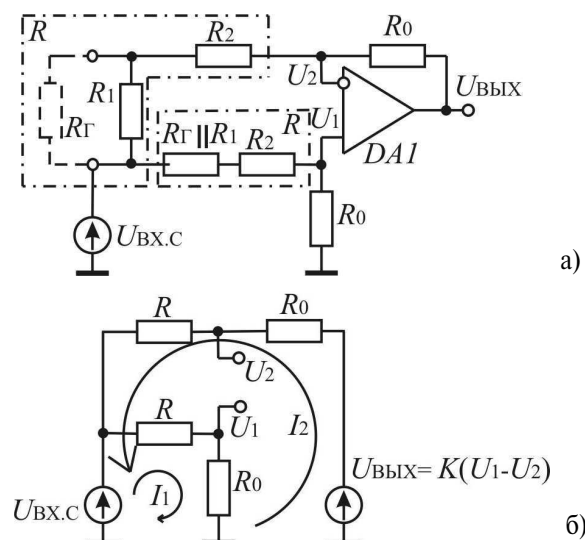 R
R2
R0
U2
UВЫХ
R1
RГ
U1
RГ||R1
R2
R
DA1
R0
UВХ.С
а)
R
R0
U2
R
U1
I2
UВЫХ= K(U1-U2)
I1
R0
UВХ.С
б)